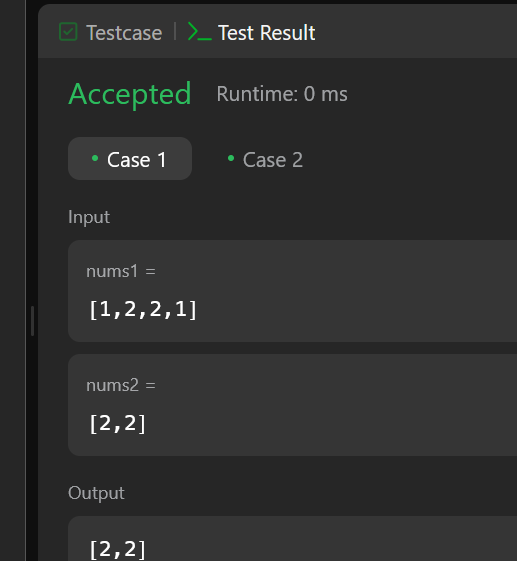 Testcase | >_ Test Result
Accepted Runtime: 0 ms
Case 1 Case 2
Input
nums1 =
[1,2,2,1]
nums2 =
[2,2]
Output
[2,2]